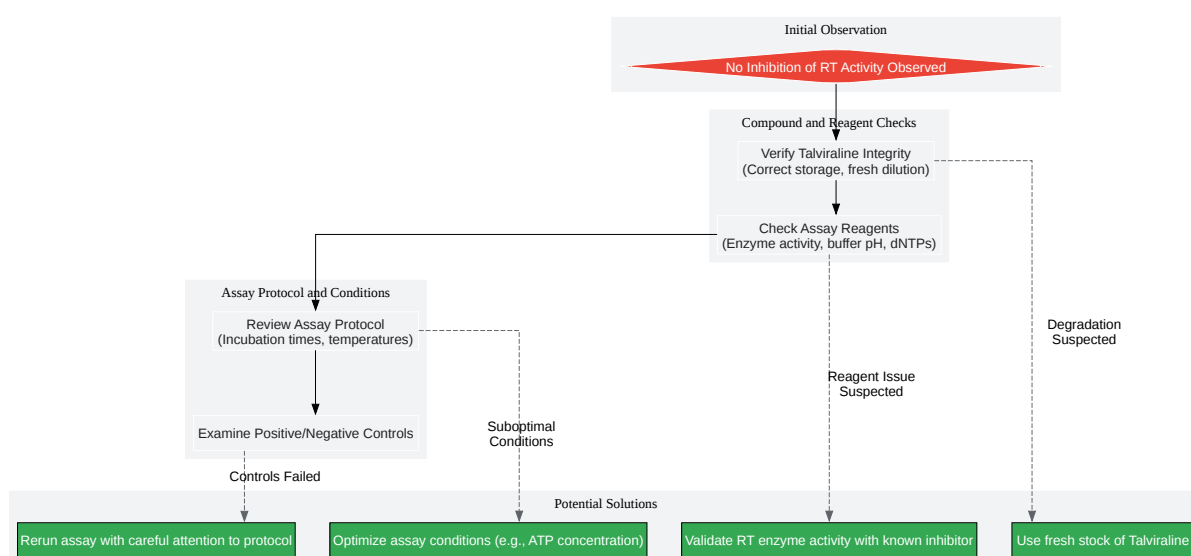 Initial Observation
No Inhibition of RT Activity Observed
Compound and Reagent Checks
Verify Talviraline Integrity
(Correct storage, fresh dilution)
Check Assay Reagents
(Enzyme activity, buffer pH, dNTPs)
Assay Protocol and Conditions
Review Assay Protocol
(Incubation times, temperatures)
Examine Positive/Negative Controls
Degradation
Suspected
Reagent Issue
Suspected
Suboptimal
Conditions
Controls Failed
Potential Solutions
Rerun assay with careful attention to protocol
Optimize assay conditions (e.g., ATP concentration)
Validate RT enzyme activity with known inhibitor
Use fresh stock of Talviraline